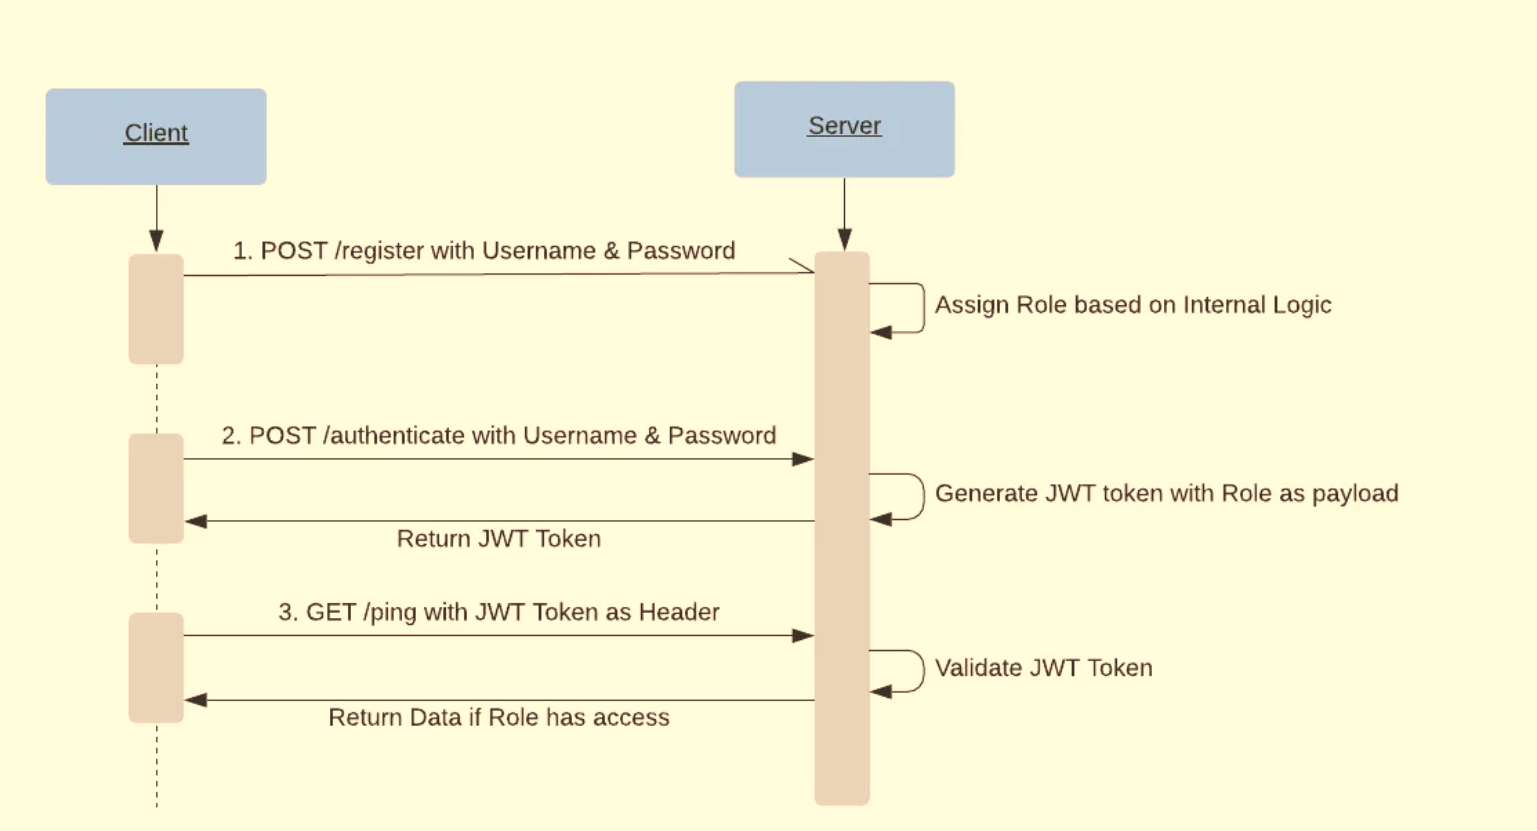 Client
Server
1. POST /register with Username & Password
Assign Role based on Internal Logic
2. POST /authenticate with Username & Password
Generate JWT token with Role as payload
Return JWT Token
3. GET /ping with JWT Token as Header
Validate JWT Token
Return Data if Role has access